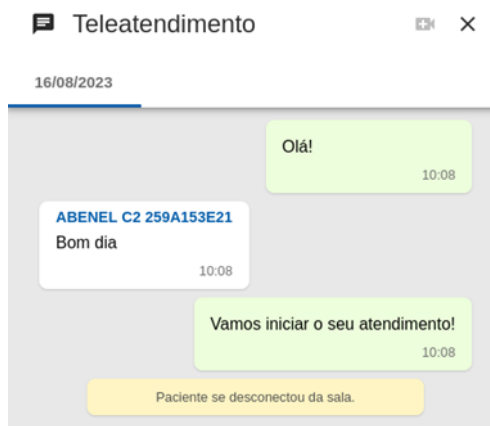 Teleatendimento
16/08/2023
Olá!
10:08
ABENEL C2 259A153E21
Bom dia
10:08
Vamos iniciar o seu atendimento!
10:08
Paciente se desconectou da sala.